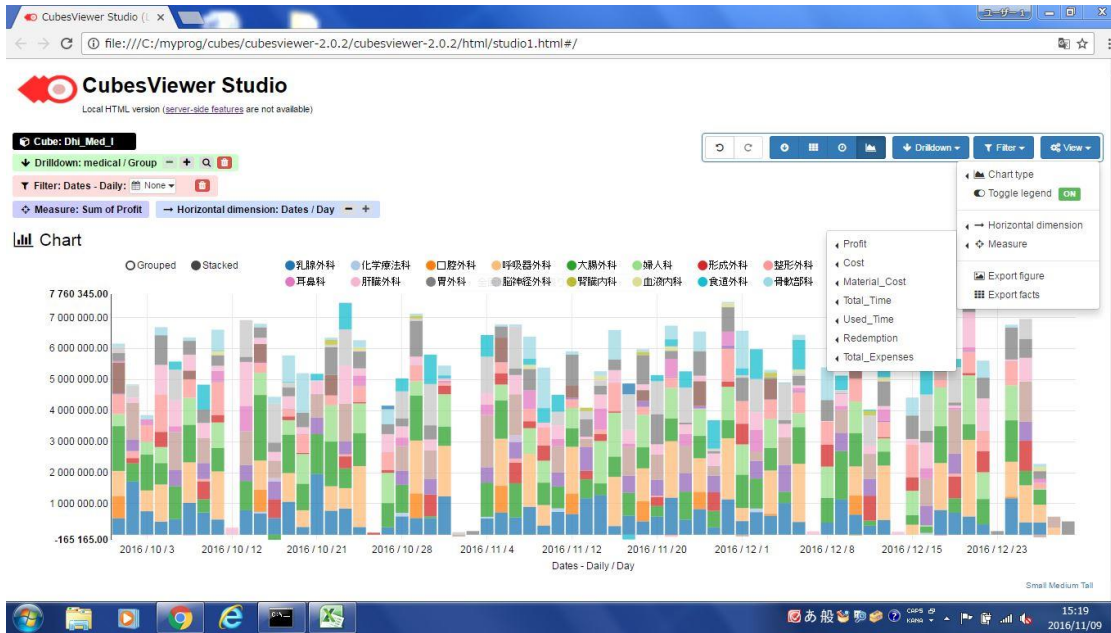 CubesViewer Studio (L
ユーザー1
file:///C:/myprog/cubes/cubesviewer-2.0.2/cubesviewer-2.0.2/html/studio1.html#/
CubesViewer Studio
Local HTML version (server-side features are not available)
Cube: Dhi_Med_I
Drilldown Filter View
Drilldown: medical / Group
Filter: Dates - Daily: None
Measure: Sum of Profit Horizontal dimension: Dates / Day
Chart type
Toggle legend ON
Horizontal dimension
Measure
Export figure
Export facts
Profit
Cost
Material_Cost
Total_Time
Used_Time
Redemption
Total_Expenses
Chart
Grouped Stacked
乳腺外科 化学療法科 口腔外科 呼吸器外科 大腸外科 婦人科 形成外科 整形外科
耳鼻科 肝臓外科 胃外科 脳神経外科 腎臓内科 血液内科 食道外科 骨軟部科
7 760 345.00
7 000 000.00
6 000 000.00
5 000 000.00
4 000 000.00
3 000 000.00
2 000 000.00
1 000 000.00
-165 165.00
2016 / 10 / 3 2016 / 10 / 12 2016 / 10 / 21 2016 / 10 / 28 2016 / 11 / 4 2016 / 11 / 12 2016 / 11 / 20 2016 / 12 / 1 2016 / 12 / 8 2016 / 12 / 15 2016 / 12 / 23
Dates - Daily / Day
Small Medium Tall
あ 般 CAPS KANA
15:19
2016/11/09